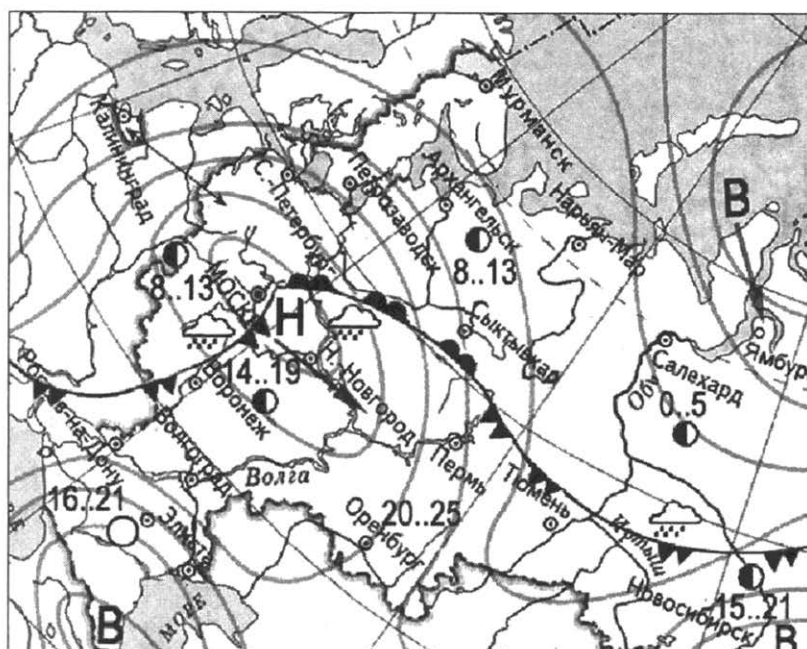 Мурманск
Калининград
С. Петербург
Петрозаводск
Архангельск
8..13
Нарьян-Мар
В
8..13
МОСКВА
Н
Сыктывкар
Салехард
Ямбург
Обь
0..5
14..19
Н. Новгород
Воронеж
Ростов-на-Дону
Волгоград
Волга
Пермь
Тюмень
16..21
Элиста
Оренбург
20..25
Иртыш
Новосибирск
15..21
В
МОРЕ
В